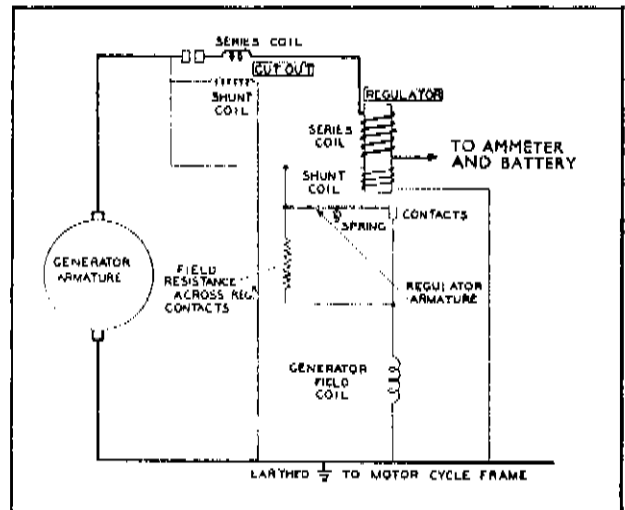 SERIES COIL
CUT OUT
SHUNT
COIL
REGULATOR
SERIES
COIL
TO AMMETER
AND BATTERY
SHUNT
COIL
CONTACTS
SPRING
GENERATOR
ARMATURE
FIELD
RESISTANCE
ACROSS REG.
CONTACTS
REGULATOR
ARMATURE
GENERATOR
FIELD
COIL
EARTHED TO MOTOR CYCLE FRAME